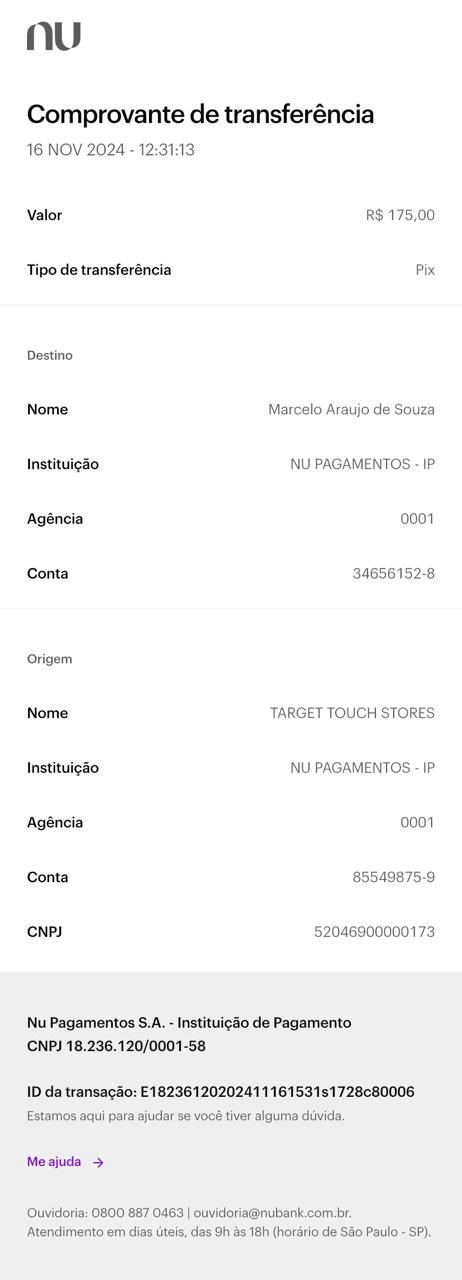 nu
Comprovante de transferência
16 NOV 2024 - 12:31:13
Valor R$ 175,00
Tipo de transferência Pix
Destino
Nome Marcelo Araujo de Souza
Instituição NU PAGAMENTOS - IP
Agência 0001
Conta 34656152-8
Origem
Nome TARGET TOUCH STORES
Instituição NU PAGAMENTOS - IP
Agência 0001
Conta 85549875-9
CNPJ 52046900000173
Nu Pagamentos S.A. - Instituição de Pagamento
CNPJ 18.236.120/0001-58
ID da transação: E18236120202411161531s1728c80006
Estamos aqui para ajudar se você tiver alguma dúvida.
Me ajuda →
Ouvidoria: 0800 887 0463 | ouvidoria@nubank.com.br.
Atendimento em dias úteis, das 9h às 18h (horário de São Paulo - SP).